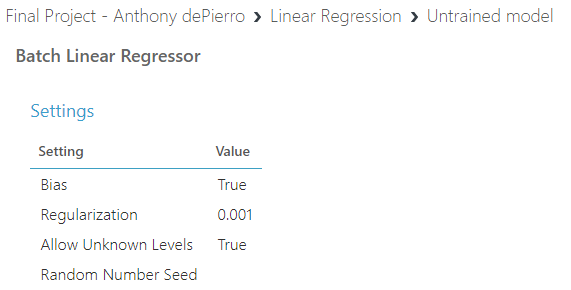 Final Project - Anthony dePierro ❯ Linear Regression ❯ Untrained model
Batch Linear Regressor
Settings
Setting Value
Bias True
Regularization 0.001
Allow Unknown Levels True
Random Number Seed